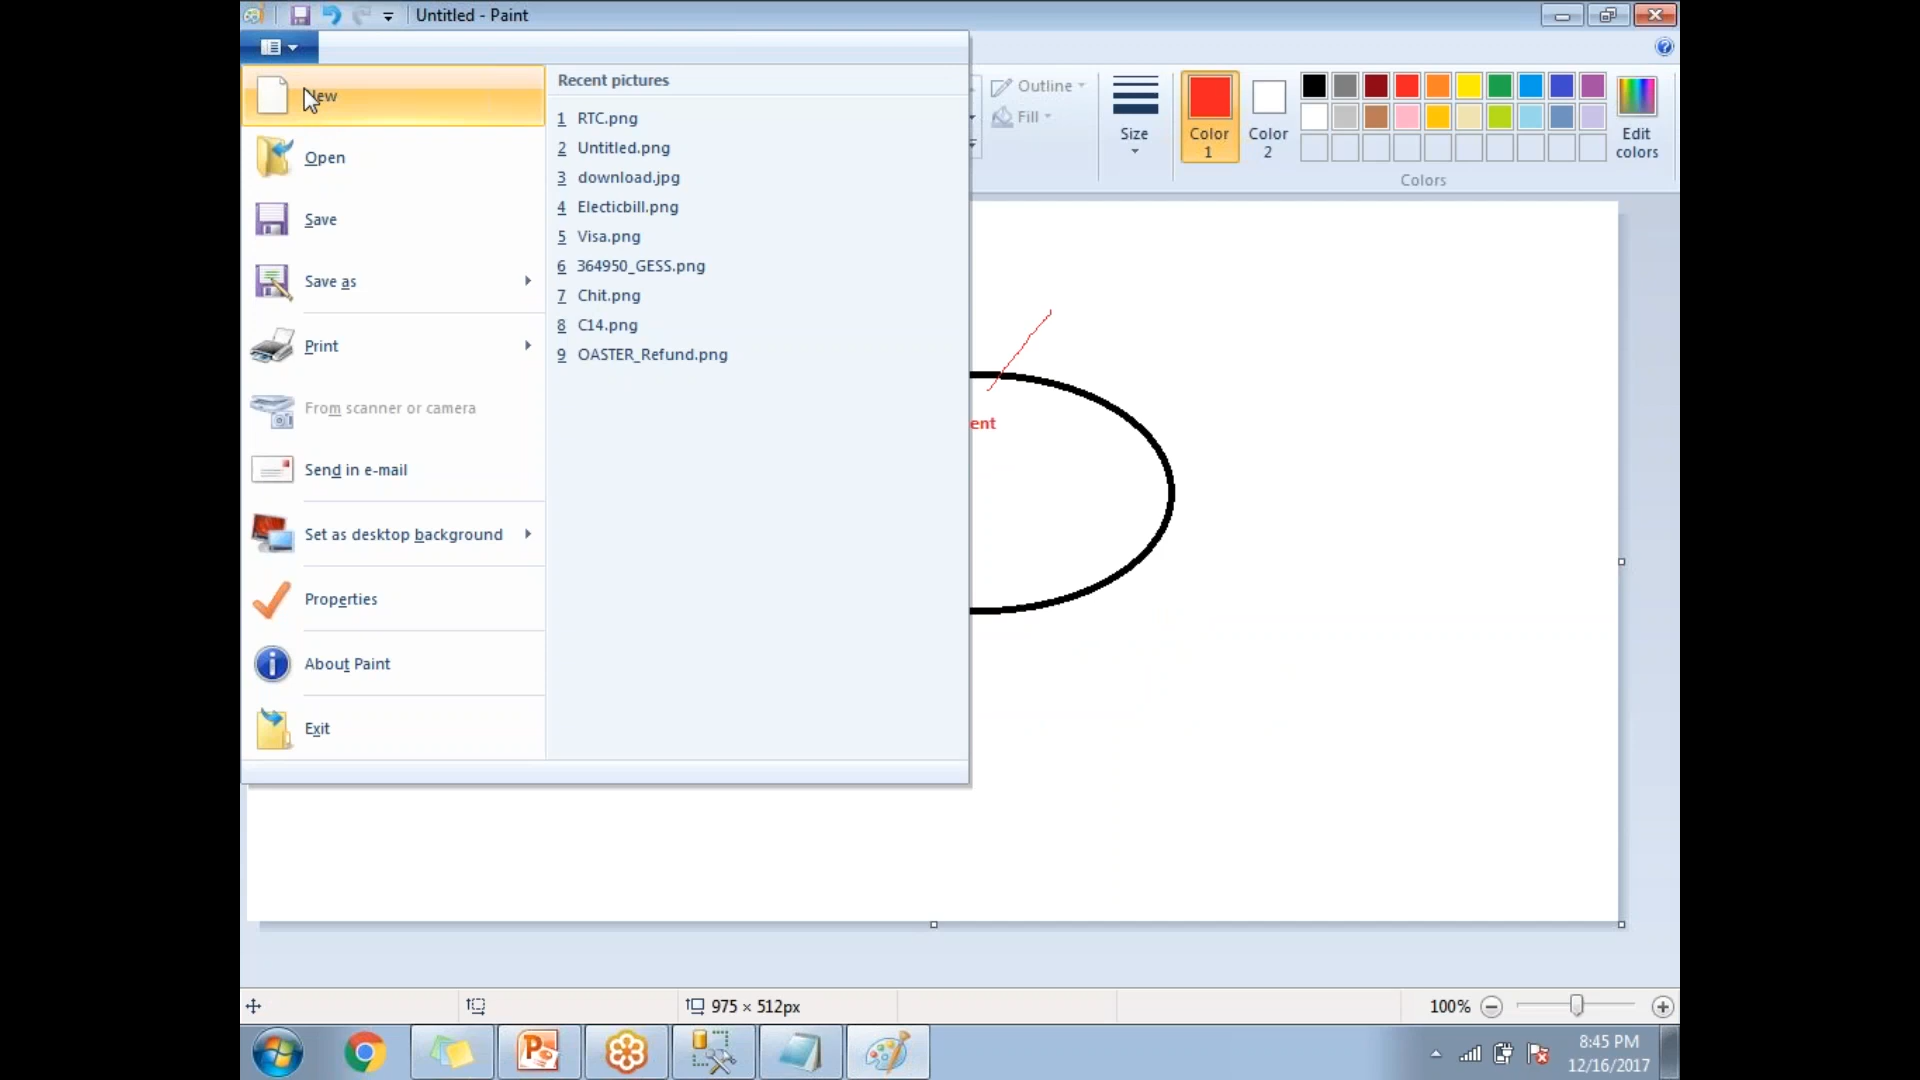 Untitled - Paint
New
Open
Save
Save as
Print
From scanner or camera
Send in e-mail
Set as desktop background
Properties
About Paint
Exit
Recent pictures
1 RTC.png
2 Untitled.png
3 download.jpg
4 Electicbill.png
5 Visa.png
6 364950_GESS.png
7 Chit.png
8 C14.png
9 OASTER_Refund.png
Outline
Fill
Size
Color
1
Color
2
Edit
colors
Colors
ent
975 × 512px
100%
8:45 PM
12/16/2017